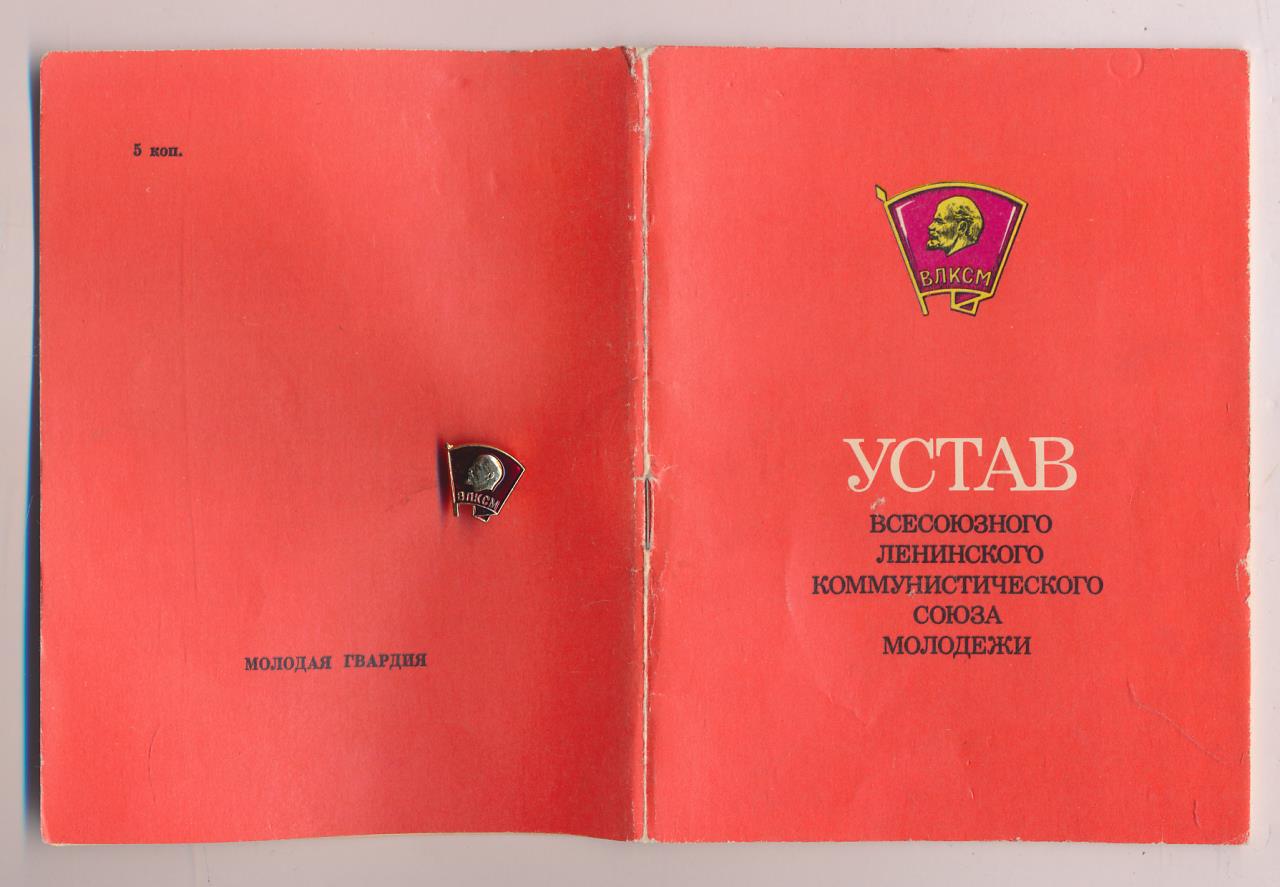 5 коп.
ВЛКСМ
МОЛОДАЯ ГВАРДИЯ
ВЛКСМ
УСТАВ
ВСЕСОЮЗНОГО
ЛЕНИНСКОГО
КОММУНИСТИЧЕСКОГО
СОЮЗА
МОЛОДЕЖИ